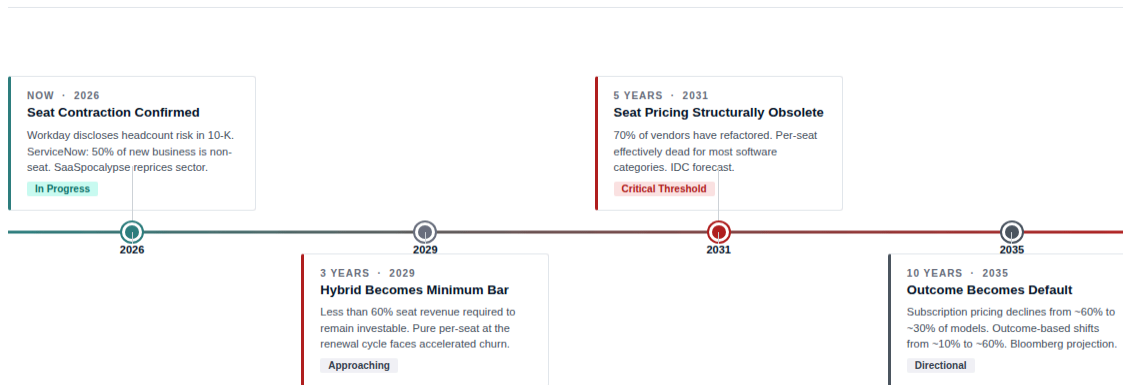 NOW · 2026
Seat Contraction Confirmed
Workday discloses headcount risk in 10-K.
ServiceNow: 50% of new business is non-
seat. SaaSpocalypse reprices sector.
In Progress
5 YEARS · 2031
Seat Pricing Structurally Obsolete
70% of vendors have refactored. Per-seat
effectively dead for most software
categories. IDC forecast.
Critical Threshold
2026
2029
2031
2035
3 YEARS · 2029
Hybrid Becomes Minimum Bar
Less than 60% seat revenue required to
remain investable. Pure per-seat at the
renewal cycle faces accelerated churn.
Approaching
10 YEARS · 2035
Outcome Becomes Default
Subscription pricing declines from ~60% to
~30% of models. Outcome-based shifts
from ~10% to ~60%. Bloomberg projection.
Directional